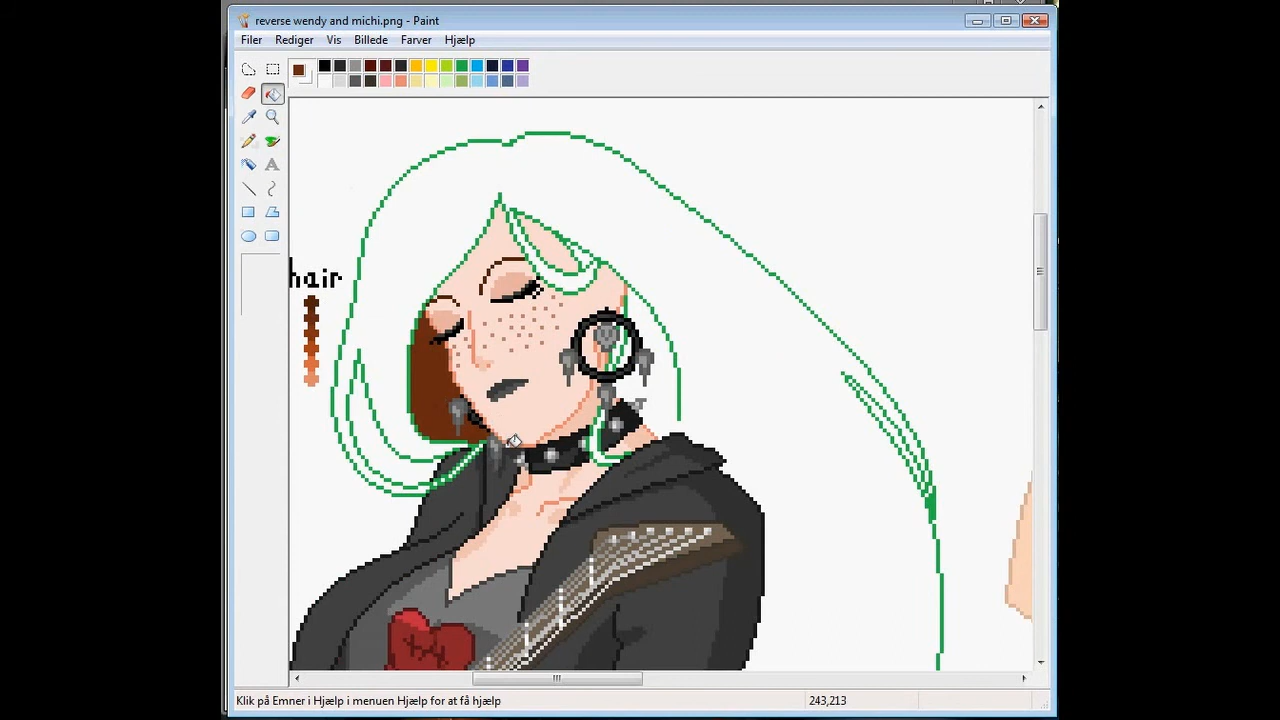 reverse wendy and michi.png - Paint
Filer Rediger Vis Billede Farver Hjælp
hair
Klik på Emner i Hjælp i menuen Hjælp for at få hjælp
243,213